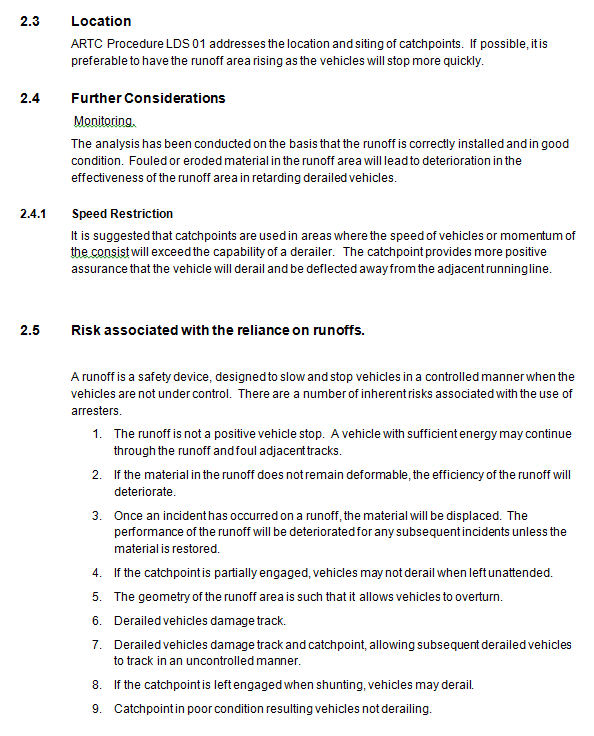 2.3 Location
ARTC Procedure LDS 01 addresses the location and siting of catchpoints. If possible, it is
preferable to have the runoff area rising as the vehicles will stop more quickly.
2.4 Further Considerations
Monitoring.
The analysis has been conducted on the basis that the runoff is correctly installed and in good
condition. Fouled or eroded material in the runoff area will lead to deterioration in the
effectiveness of the runoff area in retarding derailed vehicles.
2.4.1 Speed Restriction
It is suggested that catchpoints are used in areas where the speed of vehicles or momentum of
the consist will exceed the capability of a derailer. The catchpoint provides more positive
assurance that the vehicle will derail and be deflected away from the adjacent running line.
2.5 Risk associated with the reliance on runoffs.
A runoff is a safety device, designed to slow and stop vehicles in a controlled manner when the
vehicles are not under control. There are a number of inherent risks associated with the use of
arresters.
1. The runoff is not a positive vehicle stop. A vehicle with sufficient energy may continue
through the runoff and foul adjacent tracks.
2. If the material in the runoff does not remain deformable, the efficiency of the runoff will
deteriorate.
3. Once an incident has occurred on a runoff, the material will be displaced. The
performance of the runoff will be deteriorated for any subsequent incidents unless the
material is restored.
4. If the catchpoint is partially engaged, vehicles may not derail when left unattended.
5. The geometry of the runoff area is such that it allows vehicles to overturn.
6. Derailed vehicles damage track.
7. Derailed vehicles damage track and catchpoint, allowing subsequent derailed vehicles
to track in an uncontrolled manner.
8. If the catchpoint is left engaged when shunting, vehicles may derail.
9. Catchpoint in poor condition resulting vehicles not derailing.